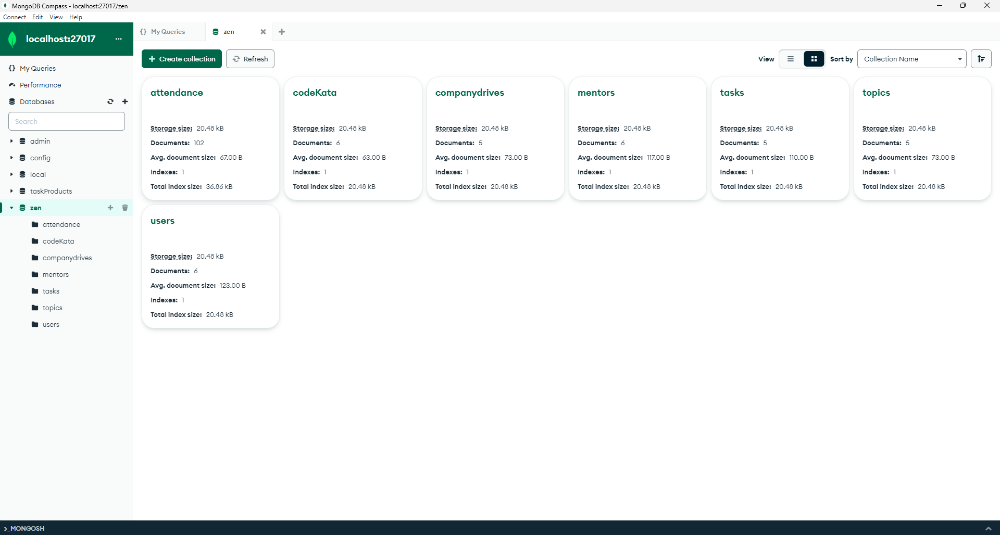 MongoDB Compass - localhost:27017/zen
Connect Edit View Help
localhost:27017 ...
My Queries
Performance
Databases
Search
admin
config
local
taskProducts
zen
attendance
codeKata
companydrives
mentors
tasks
topics
users
{} My Queries
zen
Create collection
Refresh
View
Sort by
Collection Name
attendance
Storage size: 20.48 kB
Documents: 102
Avg. document size: 67.00 B
Indexes: 1
Total index size: 36.86 kB
codeKata
Storage size: 20.48 kB
Documents: 6
Avg. document size: 63.00 B
Indexes: 1
Total index size: 20.48 kB
companydrives
Storage size: 20.48 kB
Documents: 5
Avg. document size: 73.00 B
Indexes: 1
Total index size: 20.48 kB
mentors
Storage size: 20.48 kB
Documents: 6
Avg. document size: 117.00 B
Indexes: 1
Total index size: 20.48 kB
tasks
Storage size: 20.48 kB
Documents: 5
Avg. document size: 110.00 B
Indexes: 1
Total index size: 20.48 kB
topics
Storage size: 20.48 kB
Documents: 5
Avg. document size: 73.00 B
Indexes: 1
Total index size: 20.48 kB
users
Storage size: 20.48 kB
Documents: 6
Avg. document size: 123.00 B
Indexes: 1
Total index size: 20.48 kB
>_MONGOSH